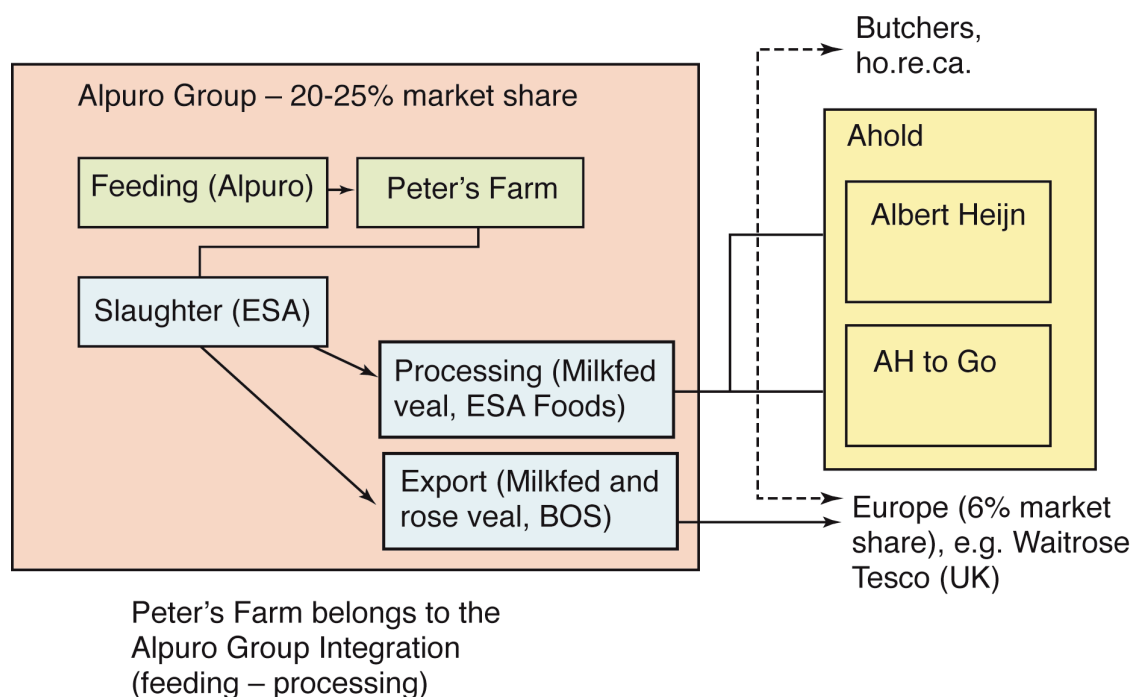 Butchers,
ho.re.ca.
Alpuro Group – 20-25% market share
Ahold
Feeding (Alpuro)
Peter's Farm
Albert Heijn
Slaughter (ESA)
Processing (Milkfed
veal, ESA Foods)
AH to Go
Export (Milkfed and
rose veal, BOS)
Europe (6% market
share), e.g. Waitrose
Tesco (UK)
Peter's Farm belongs to the
Alpuro Group Integration
(feeding – processing)